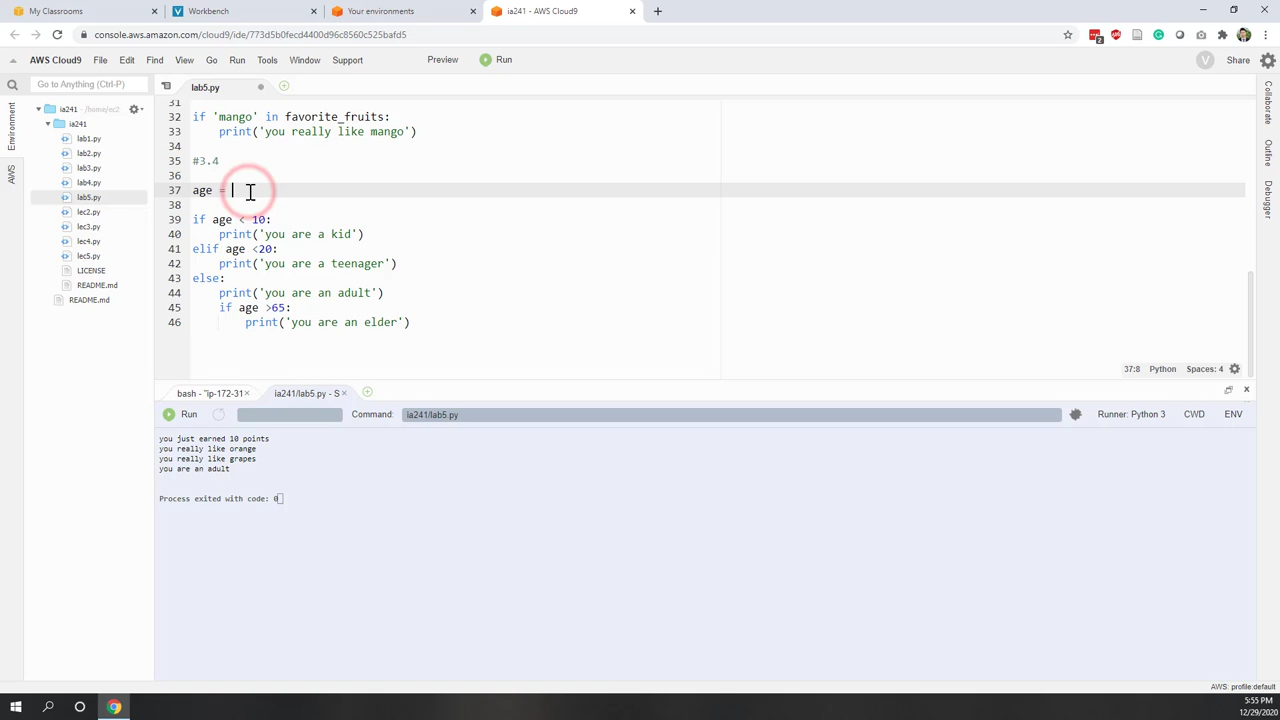 My Classrooms
Workbench
Your environments
ia241 - AWS Cloud9
console.aws.amazon.com/cloud9/ide/773d5b0fecd4400d96c8560c525bafd5
AWS Cloud9 File Edit Find View Go Run Tools Window Support Preview Run V Share
Go to Anything (Ctrl-P)
lab5.py
Environment
AWS
ia241 - /home/ec2
ia241
lab1.py
lab2.py
lab3.py
lab4.py
lab5.py
lec2.py
lec3.py
lec4.py
lec5.py
LICENSE
README.md
README.md
31
32 if 'mango' in favorite_fruits:
33 print('you really like mango')
34
35 #3.4
36
37 age =
38
39 if age < 10:
40 print('you are a kid')
41 elif age <20:
42 print('you are a teenager')
43 else:
44 print('you are an adult')
45 if age >65:
46 print('you are an elder')
37:8 Python Spaces: 4
Collaborate
Outline
Debugger
bash - "ip-172-31
ia241/lab5.py - S
Run Command: ia241/lab5.py Runner: Python 3 CWD ENV
you just earned 10 points
you really like orange
you really like grapes
you are an adult
Process exited with code: 0
AWS: profile:default
5:55 PM
12/29/2020